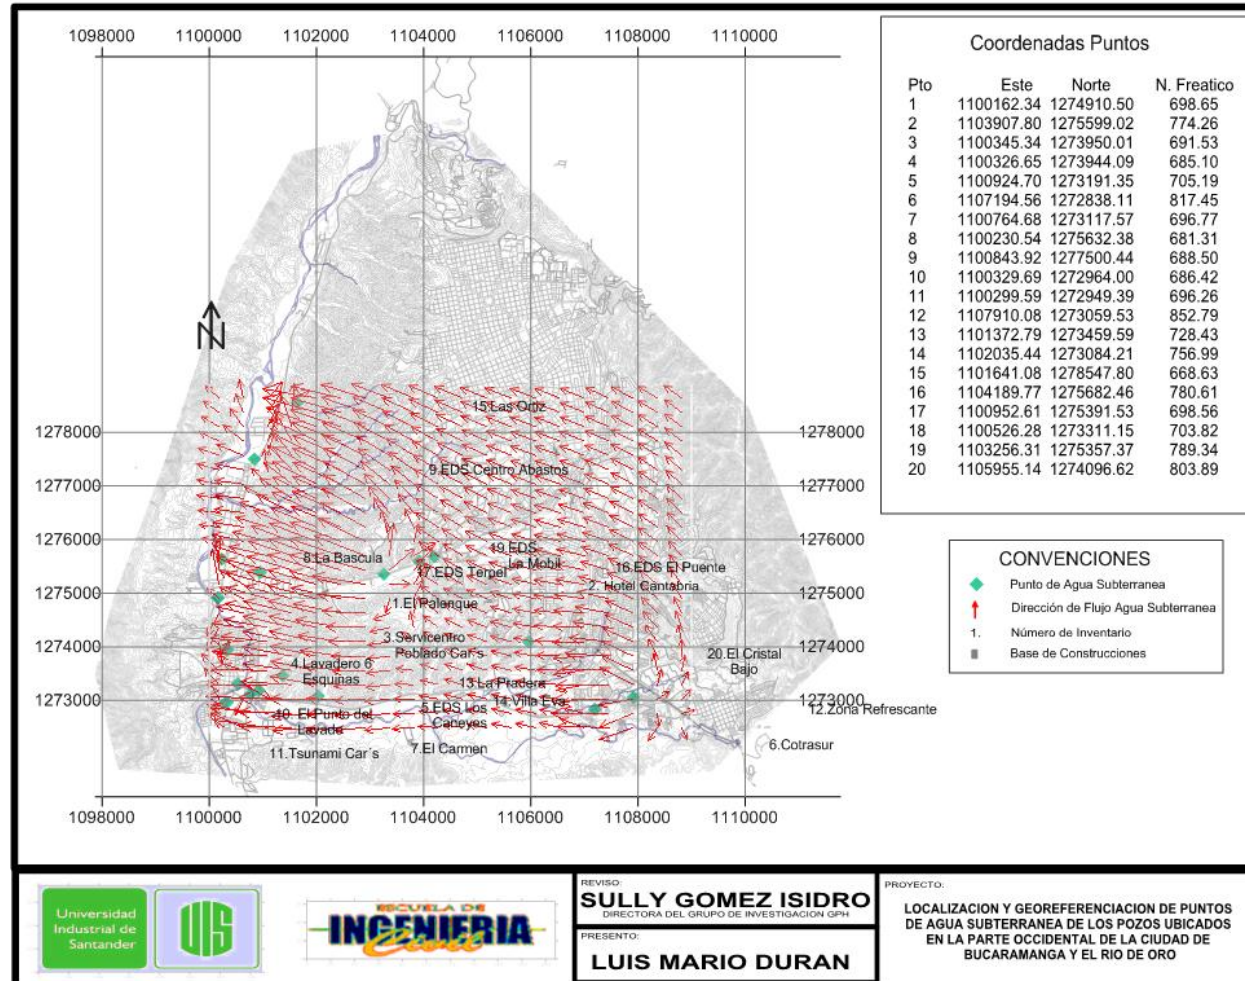 1098000 1100000 1102000 1104000 1106000 1108000 1110000
N
15.Las Ortiz
1278000 1278000
9.EDS.Centro Abastos
1277000 1277000
1276000 1276000
8.La Bascula
19.EDS
La Mobil
17.EDS Terpel
16.EDS El Puente
2. Hotel Cantabria
1275000 1275000
1.El Palenque
3.Servicentro
Poblado Car´s
1274000 1274000
20.El Cristal
Bajo
4.Lavadero 6
Esquinas
13.La Pradera
1273000 1273000
14.Villa Eva
12.Zona Refrescante
10. El Punto del
Lavado
5.EDS Los
Caneyes
11.Tsunami Car´s
7.El Carmen
6.Cotrasur
1098000 1100000 1102000 1104000 1106000 1108000 1110000
Coordenadas Puntos
Pto Este Norte N. Freatico
1 1100162.34 1274910.50 698.65
2 1103907.80 1275599.02 774.26
3 1100345.34 1273950.01 691.53
4 1100326.65 1273944.09 685.10
5 1100924.70 1273191.35 705.19
6 1107194.56 1272838.11 817.45
7 1100764.68 1273117.57 696.77
8 1100230.54 1275632.38 681.31
9 1100843.92 1277500.44 688.50
10 1100329.69 1272964.00 686.42
11 1100299.59 1272949.39 696.26
12 1107910.08 1273059.53 852.79
13 1101372.79 1273459.59 728.43
14 1102035.44 1273084.21 756.99
15 1101641.08 1278547.80 668.63
16 1104189.77 1275682.46 780.61
17 1100952.61 1275391.53 698.56
18 1100526.28 1273311.15 703.82
19 1103256.31 1275357.37 789.34
20 1105955.14 1274096.62 803.89
CONVENCIONES
Punto de Agua Subterranea
Dirección de Flujo Agua Subterranea
1. Número de Inventario
Base de Construcciones
Universidad
Industrial de
Santander
UIS
ESCUELA DE
INGENIERIA
Civil
REVISO:
SULLY GOMEZ ISIDRO
DIRECTORA DEL GRUPO DE INVESTIGACION GPH
PRESENTO:
LUIS MARIO DURAN
PROYECTO:
LOCALIZACION Y GEOREFERENCIACION DE PUNTOS
DE AGUA SUBTERRANEA DE LOS POZOS UBICADOS
EN LA PARTE OCCIDENTAL DE LA CIUDAD DE
BUCARAMANGA Y EL RIO DE ORO